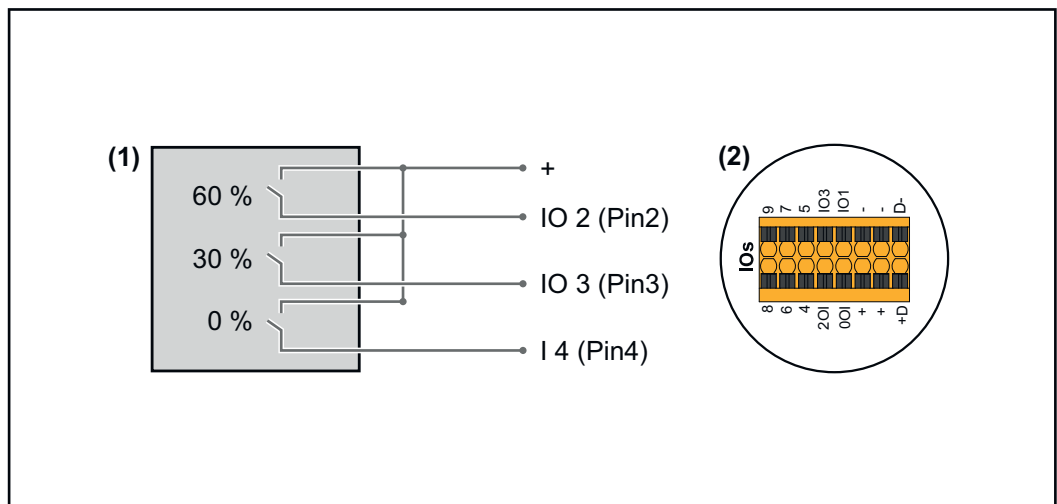 (1)
60 %
30 %
0 %
+
IO 2 (Pin2)
IO 3 (Pin3)
I 4 (Pin4)
(2)
IOs
9
7
5
IO3
IO1
-
-
D-
8
6
4
2OI
0OI
+
+
+D